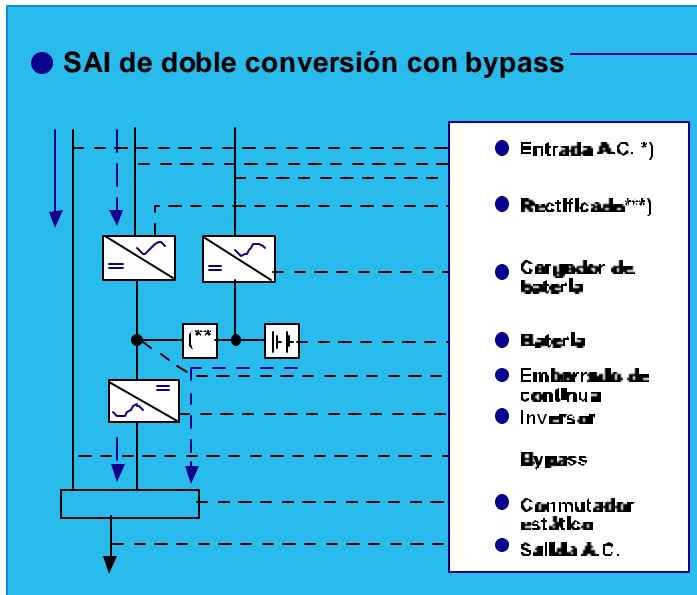 SAI de doble conversión con bypass
Entrada A.C. *)
Rectificado***)
Cargador de
batería
(**
Batería
Embarrado de
contínua
Inversor
Bypass
Conmutador
estático
Salida A.C.